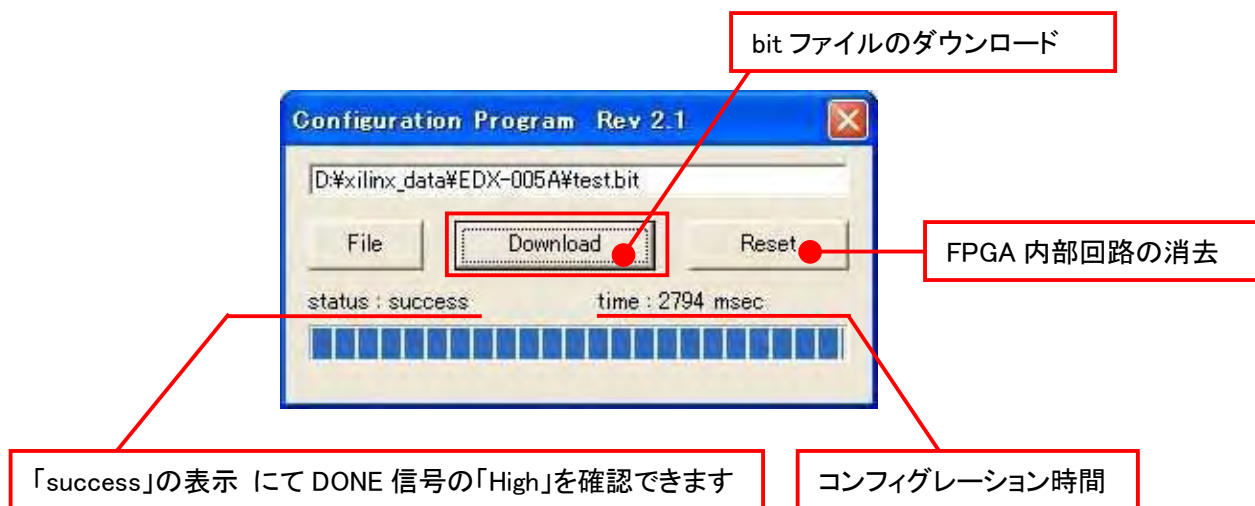 bit ファイルのダウンロード
Configuration Program Rev 2.1
D:¥xilinx_data¥EDX-005A¥test.bit
File
Download
Reset
FPGA 内部回路の消去
status : success
time : 2794 msec
「success」の表示 にて DONE 信号の「High」を確認できます
コンフィグレーション時間